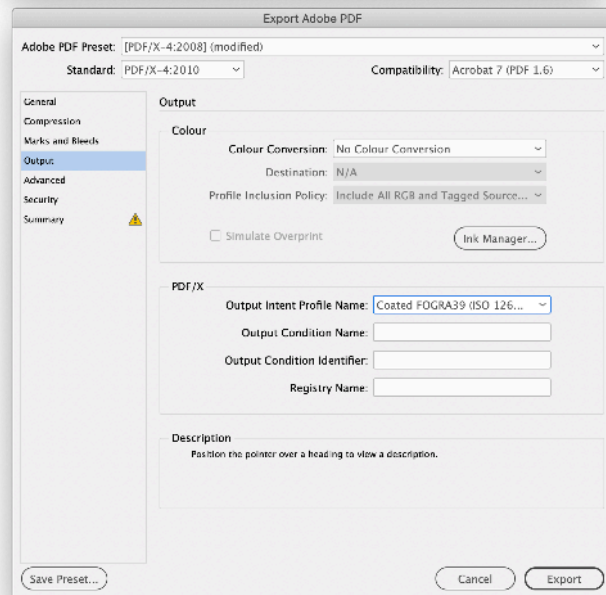 Export Adobe PDF
Adobe PDF Preset: [PDF/X-4:2008] (modified)
Standard: PDF/X-4:2010 Compatibility: Acrobat 7 (PDF 1.6)
General
Compression
Marks and Bleeds
Output
Advanced
Security
Summary
Output
Colour
Colour Conversion: No Colour Conversion
Destination: N/A
Profile Inclusion Policy: Include All RGB and Tagged Source...
Simulate Overprint
Ink Manager...
PDF/X
Output Intent Profile Name: Coated FOGRA39 (ISO 126...
Output Condition Name:
Output Condition Identifier:
Registry Name:
Description
Position the pointer over a heading to view a description.
Save Preset... Cancel Export